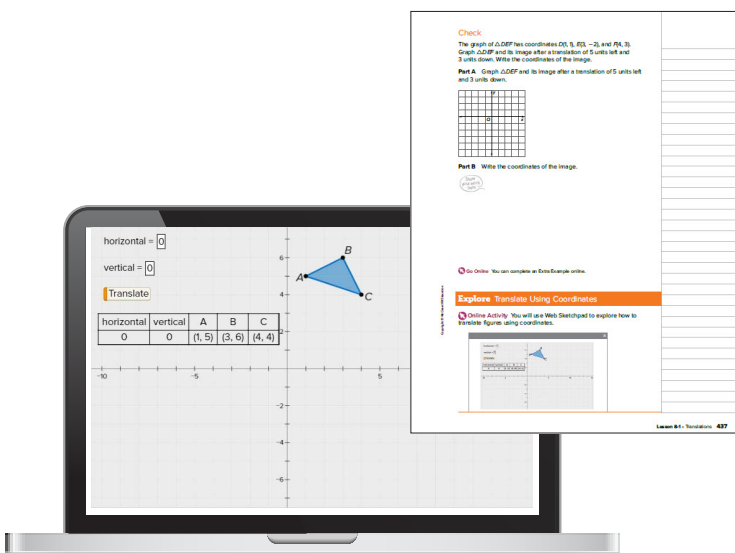 Check
The graph of △DEF has coordinates D(1, 1), E(3, −2), and F(4, 3).
Graph △DEF and its image after a translation of 5 units left and
3 units down. Write the coordinates of the image.
Part A Graph △DEF and its image after a translation of 5 units left
and 3 units down.
y
O
x
Part B Write the coordinates of the image.
Go Online You can complete an Extra Example online.
Explore Translate Using Coordinates
Online Activity You will use Web Sketchpad to explore how to
translate figures using coordinates.
Lesson 8-1 • Translations 437
horizontal = 0
vertical = 0
Translate
horizontal vertical A B C
0 0 (1, 5) (3, 6) (4, 4)
A
B
C
6
4
2
−10 −5 5
−2
−4
−6